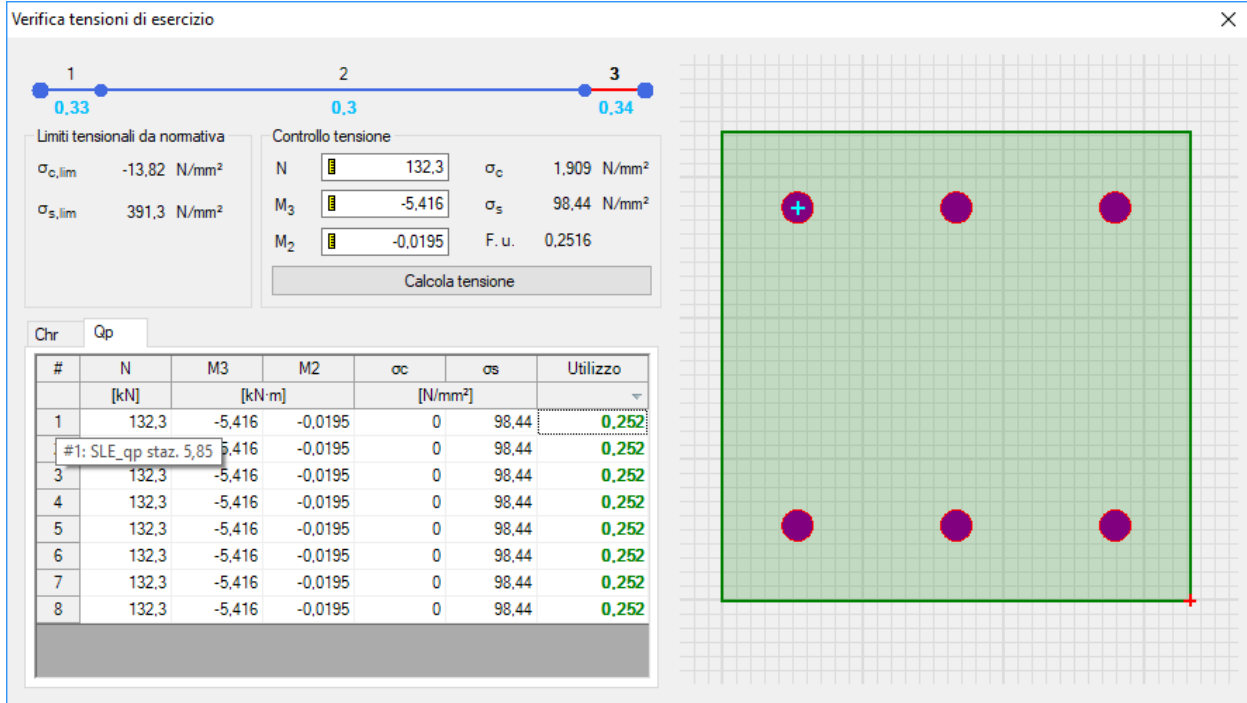 Verifica tensioni di esercizio
1 2 3
0,33 0,3 0,34
Limiti tensionali da normativa
σc,lim -13,82 N/mm²
σs,lim 391,3 N/mm²
Controllo tensione
N 132,3 σc 1,909 N/mm²
M3 -5,416 σs 98,44 N/mm²
M2 -0,0195 F. u. 0,2516
Calcola tensione
Chr Qp
# N M3 M2 σc σs Utilizzo
[kN] [kN·m] [N/mm²]
1 132,3 -5,416 -0,0195 0 98,44 0,252
#1: SLE_qp staz. 5,85 5,416 -0,0195 0 98,44 0,252
3 132,3 -5,416 -0,0195 0 98,44 0,252
4 132,3 -5,416 -0,0195 0 98,44 0,252
5 132,3 -5,416 -0,0195 0 98,44 0,252
6 132,3 -5,416 -0,0195 0 98,44 0,252
7 132,3 -5,416 -0,0195 0 98,44 0,252
8 132,3 -5,416 -0,0195 0 98,44 0,252